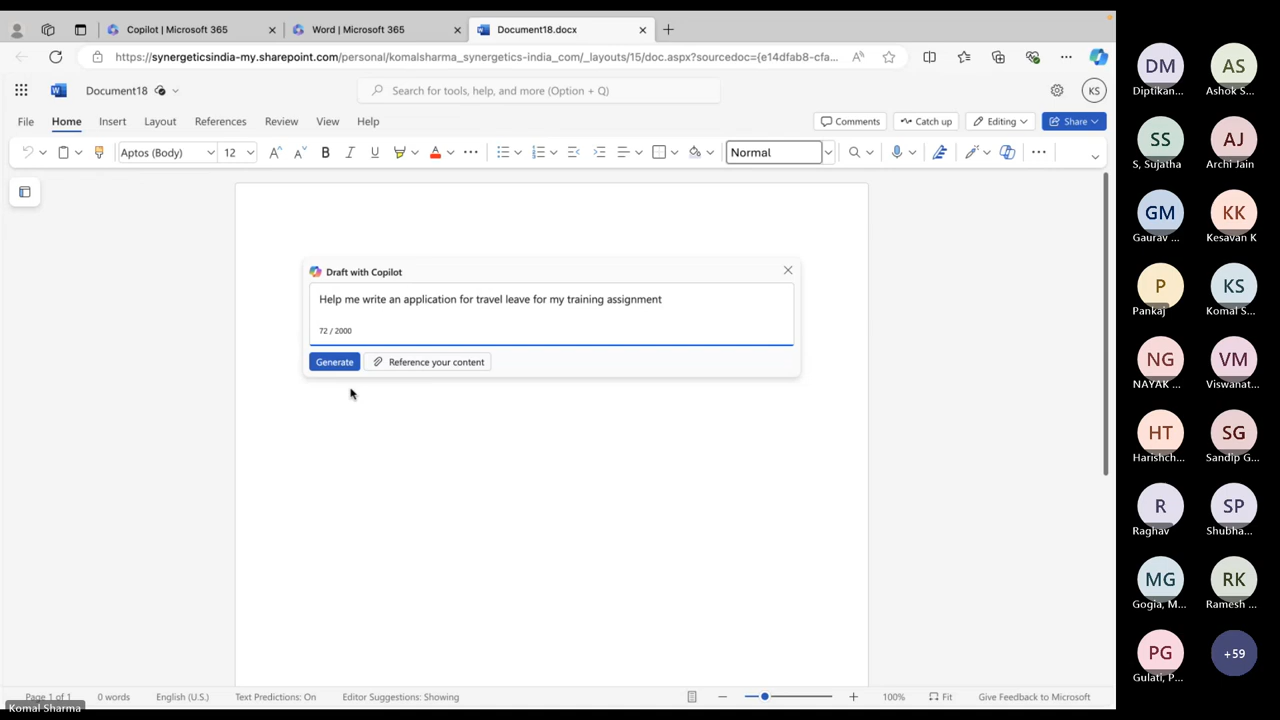 Copilot | Microsoft 365
Word | Microsoft 365
Document18.docx
https://synergeticsindia-my.sharepoint.com/personal/komalsharma_synergetics-india_com/_layouts/15/doc.aspx?sourcedoc={e14dfab8-cfa...
Document18
Search for tools, help, and more (Option + Q)
KS
File Home Insert Layout References Review View Help
Comments Catch up Editing Share
Aptos (Body) 12 B I U A Normal
Draft with Copilot
Help me write an application for travel leave for my training assignment
72 / 2000
Generate Reference your content
Page 1 of 1 0 words English (U.S.) Text Predictions: On Editor Suggestions: Showing 100% Fit Give Feedback to Microsoft
Komal Sharma
DM AS
Diptikan... Ashok S...
SS AJ
S, Sujatha Archi Jain
GM KK
Gaurav ... Kesavan K
P KS
Pankaj Komal S...
NG VM
NAYAK ... Viswanat...
HT SG
Harishch... Sandip G...
R SP
Raghav Shubha...
MG RK
Gogia, M... Ramesh ...
PG +59
Gulati, P...